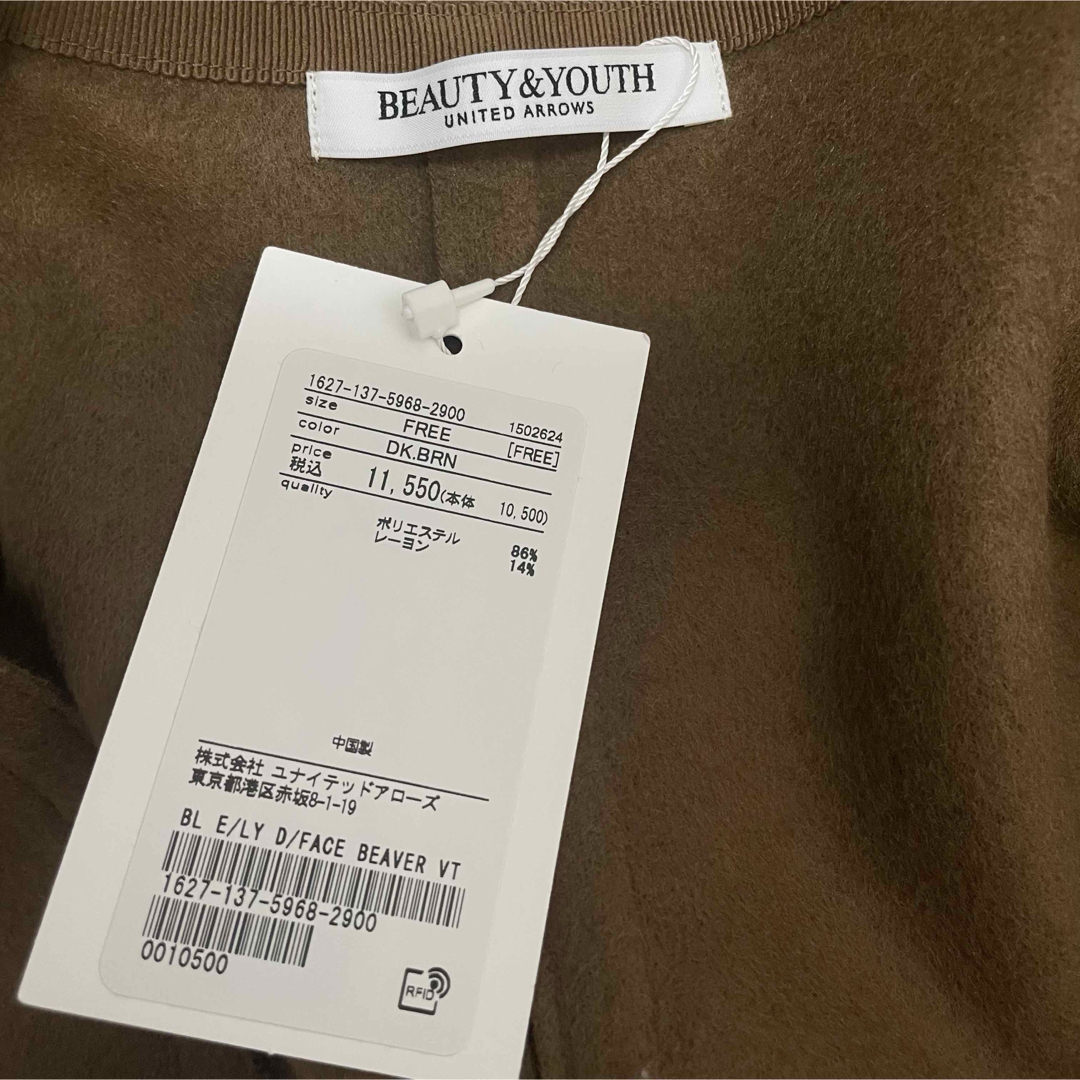 BEAUTY&YOUTH
UNITED ARROWS
1627-137-5968-2900
size FREE 1502624
color DK.BRN [FREE]
price
税込 11,550(本体 10,500)
quality
ポリエステル 86%
レーヨン 14%
中国製
株式会社 ユナイテッドアローズ
東京都港区赤坂8-1-19
BL E/LY D/FACE BEAVER VT
1627-137-5968-2900
0010500
RFID